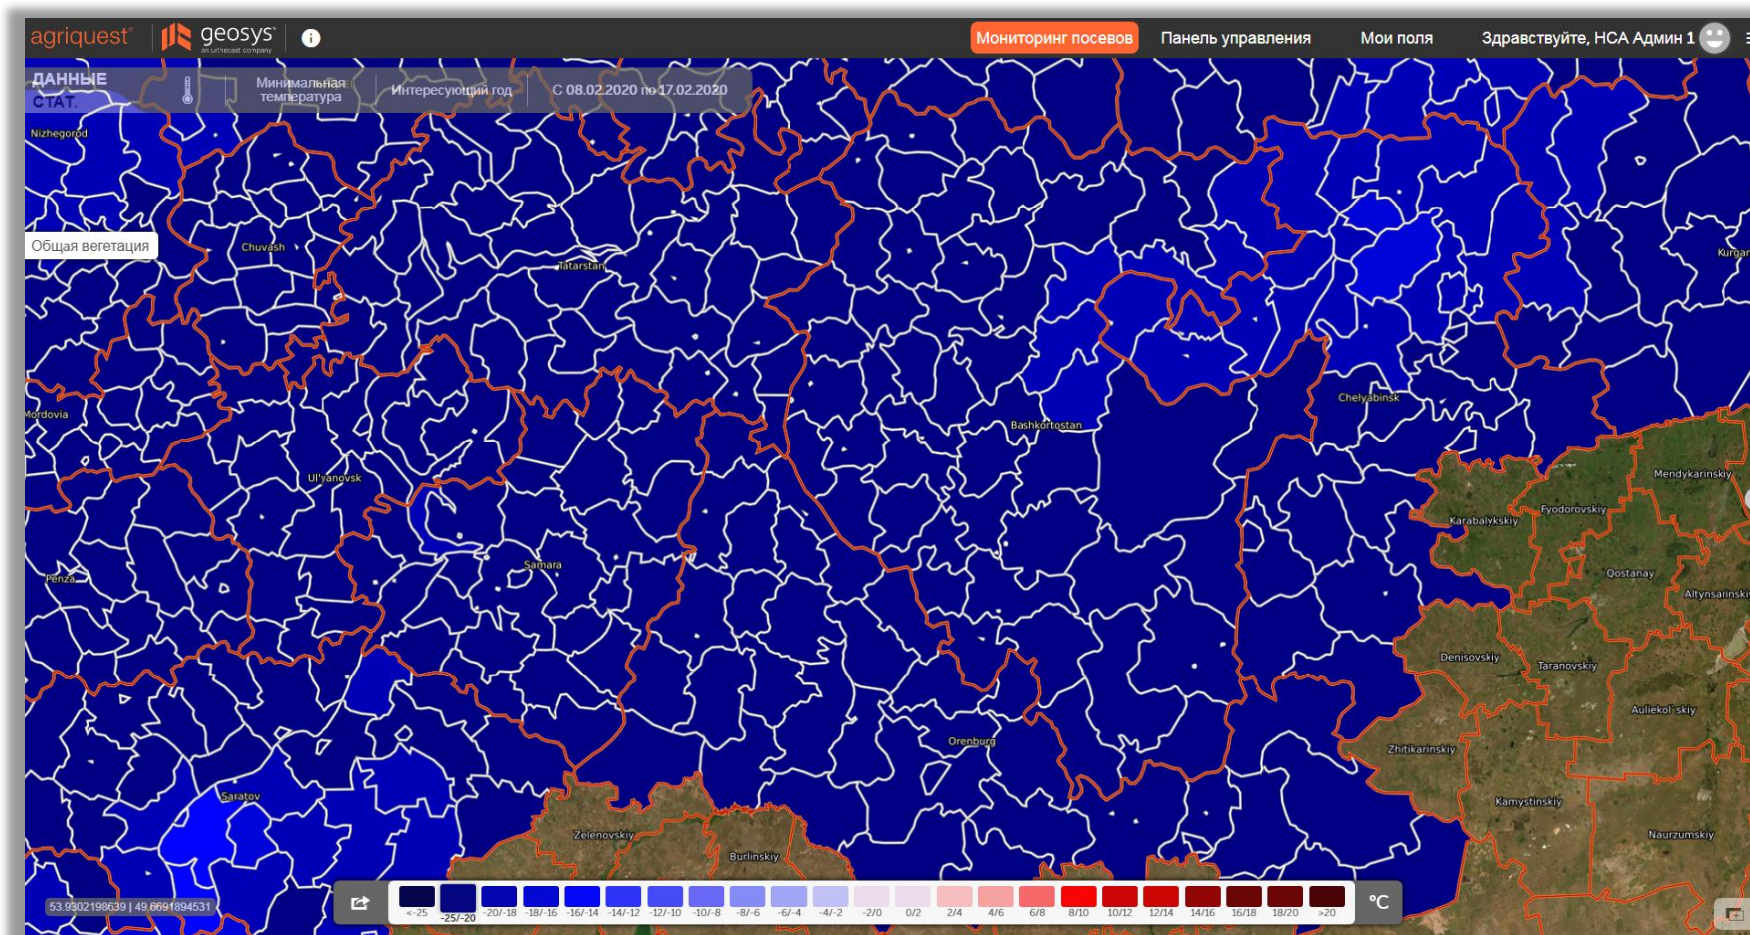 agriquest®
geosys®
an urthecast company
i
Мониторинг посевов
Панель управления
Мои поля
Здравствуйте, НСА Админ 1
ДАННЫЕ
СТАТ.
Минимальная
температура
Интересующий год
С 08.02.2020 по 17.02.2020
Nizhegorod
Общая вегетация
Chuvash
Tatarstan
Kurgan
Mordovia
Chelyabinsk
Bashkortostan
Ul'yanovsk
Mendykarinskiy
Fyodorovskiy
Karabalykskiy
Samara
Penza
Qostanay
Altynsarinskiy
Denisovskiy
Taranovskiy
Auliekol'skiy
Orenburg
Zhitikarinskiy
Saratov
Kamystinskiy
Zelenovskiy
Naurzumskiy
Burlinskiy
53.9302198639 | 49.6691894531
<-25 -25/-20 -20/-18 -18/-16 -16/-14 -14/-12 -12/-10 -10/-8 -8/-6 -6/-4 -4/-2 -2/0 0/2 2/4 4/6 6/8 8/10 10/12 12/14 14/16 16/18 18/20 >20
°C